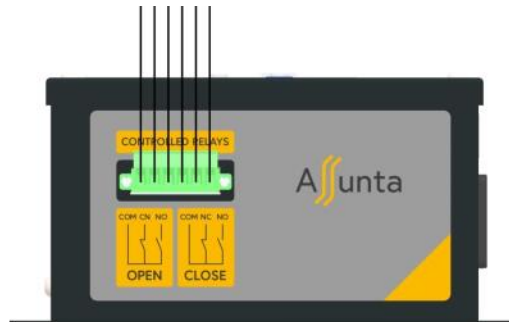 CONTROLLED RELAYS
Assunta
COM CN NO COM NC NO
OPEN CLOSE